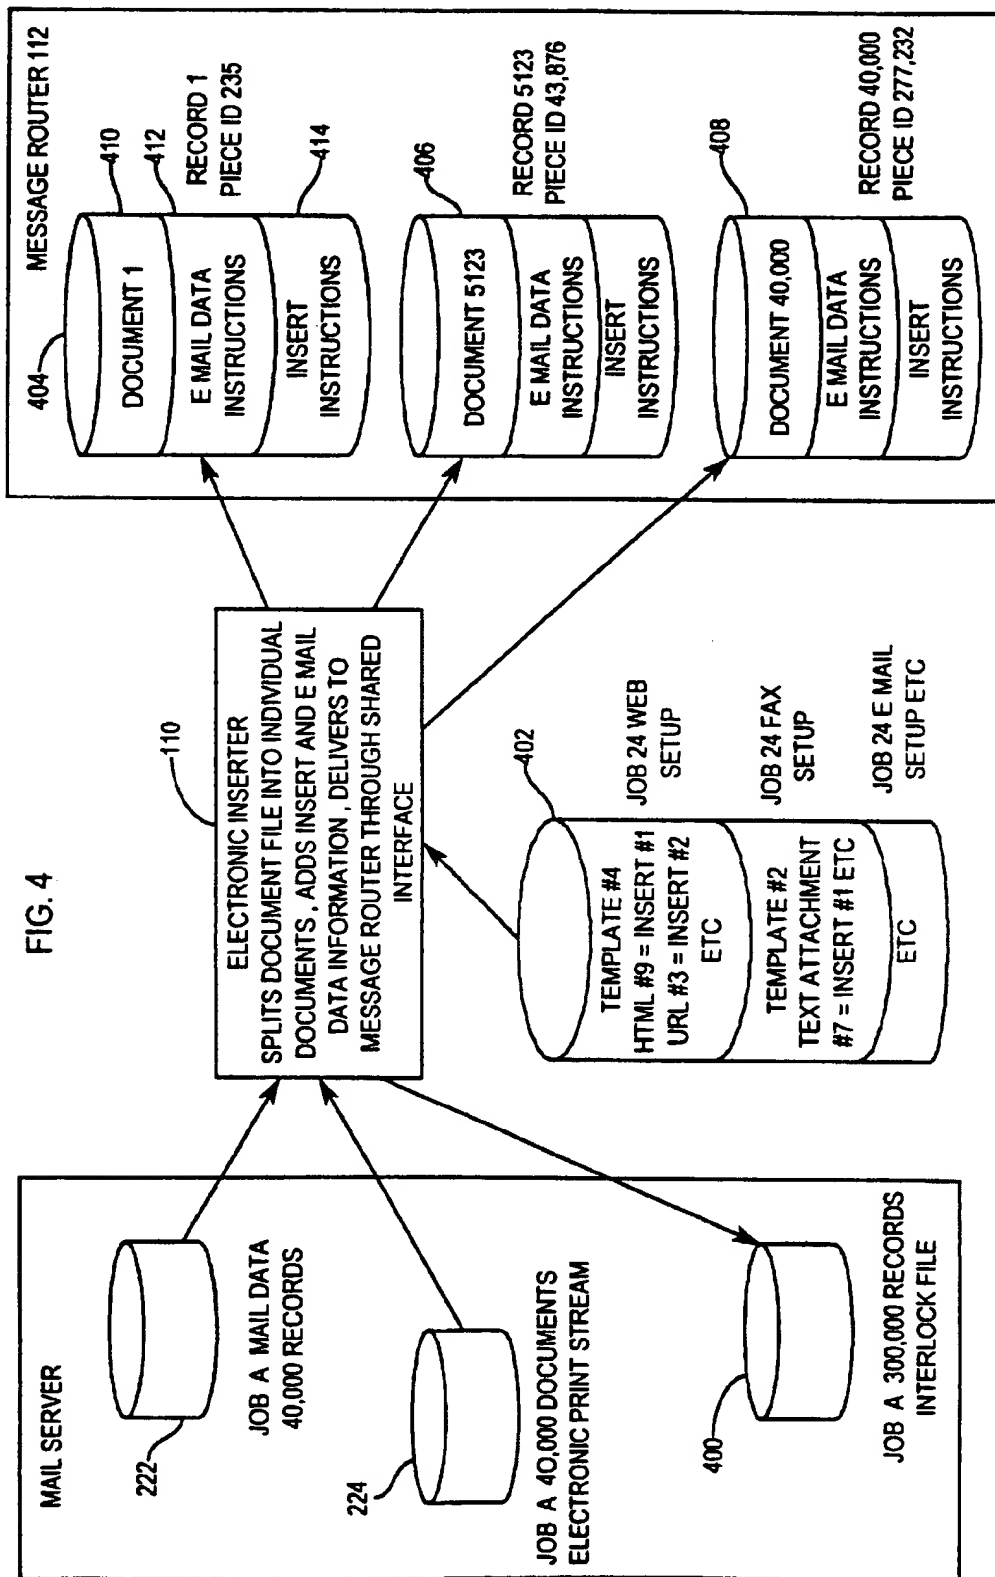 FIG. 4
MAIL SERVER
222
JOB A MAIL DATA
40,000 RECORDS
224
JOB A 40,000 DOCUMENTS
ELECTRONIC PRINT STREAM
400
JOB A 300,000 RECORDS
INTERLOCK FILE
110
ELECTRONIC INSERTER
SPLITS DOCUMENT FILE INTO INDIVIDUAL
DOCUMENTS , ADDS INSERT AND E MAIL
DATA INFORMATION , DELIVERS TO
MESSAGE ROUTER THROUGH SHARED
INTERFACE
402
TEMPLATE #4
HTML #9 = INSERT #1
URL #3 = INSERT #2
ETC
JOB 24 WEB
SETUP
TEMPLATE #2
TEXT ATTACHMENT
#7 = INSERT #1 ETC
JOB 24 FAX
SETUP
ETC
JOB 24 E MAIL
SETUP ETC
MESSAGE ROUTER 112
404
410
DOCUMENT 1
412
E MAIL DATA
INSTRUCTIONS
RECORD 1
PIECE ID 235
INSERT
INSTRUCTIONS
414
406
DOCUMENT 5123
E MAIL DATA
INSTRUCTIONS
INSERT
INSTRUCTIONS
RECORD 5123
PIECE ID 43,876
408
DOCUMENT 40,000
E MAIL DATA
INSTRUCTIONS
INSERT
INSTRUCTIONS
RECORD 40,000
PIECE ID 277,232